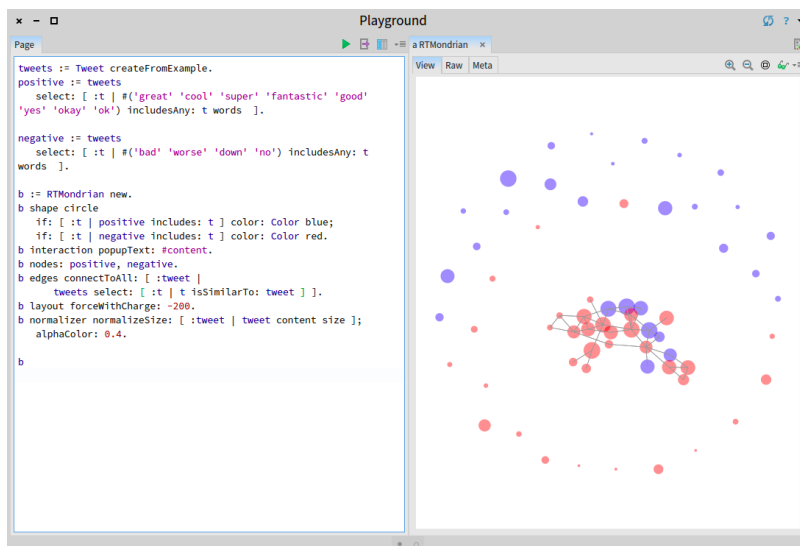 Playground
?
Page
a RTMondrian ×
View Raw Meta
tweets := Tweet createFromExample.
positive := tweets
select: [ :t | #('great' 'cool' 'super' 'fantastic' 'good'
'yes' 'okay' 'ok') includesAny: t words  ].
negative := tweets
select: [ :t | #('bad' 'worse' 'down' 'no') includesAny: t
words  ].
b := RTMondrian new.
b shape circle
if: [ :t | positive includes: t ] color: Color blue;
if: [ :t | negative includes: t ] color: Color red.
b interaction popupText: #content.
b nodes: positive, negative.
b edges connectToAll: [ :tweet |
tweets select: [ :t | t isSimilarTo: tweet ] ].
b layout forceWithCharge: -200.
b normalizer normalizeSize: [ :tweet | tweet content size ];
alphaColor: 0.4.
b